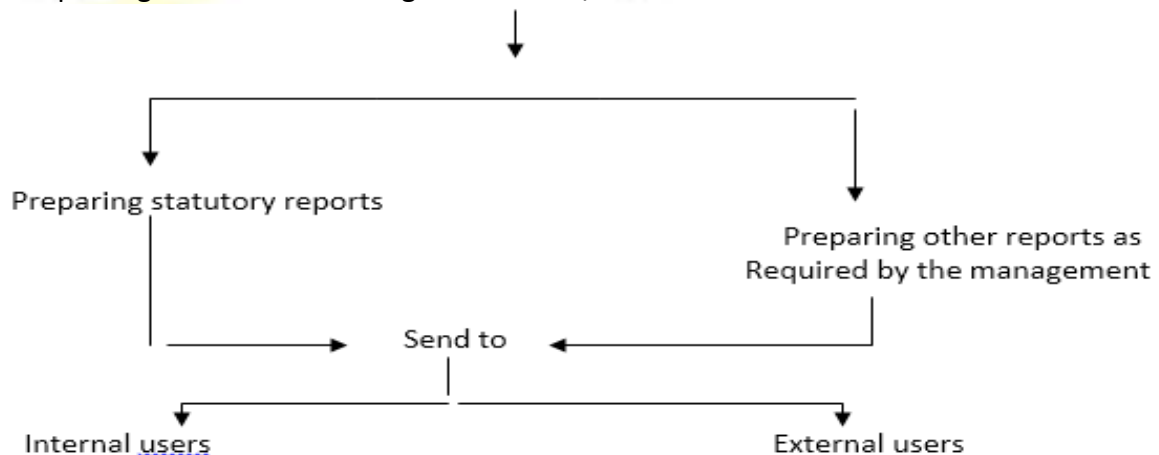 Preparing statutory reports
Preparing other reports as
Required by the management
Send to
Internal users
External users